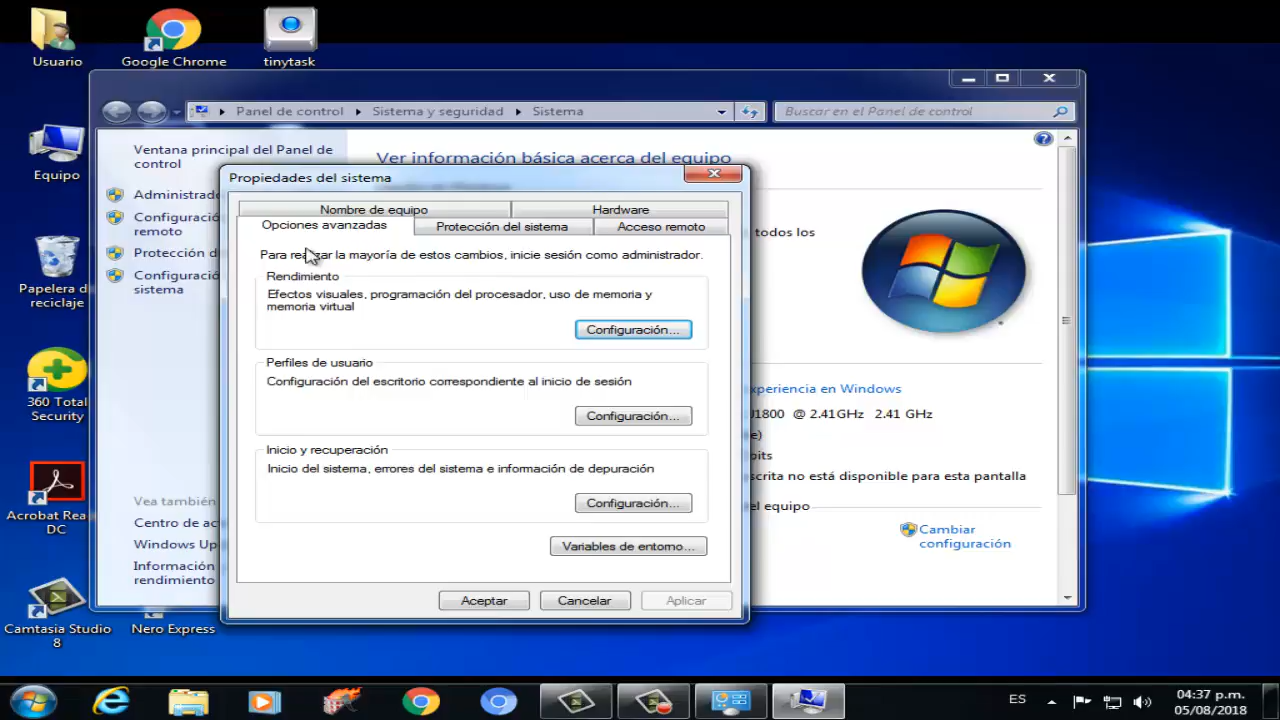 Usuario
Google Chrome
tinytask
Equipo
Papelera de
reciclaje
360 Total
Security
Acrobat Rea
DC
Camtasia Studio
8
Nero Express
Panel de control
Sistema y seguridad
Sistema
Buscar en el Panel de control
Ventana principal del Panel de
control
Administrad
Configuració
remoto
Protección d
Configuració
sistema
Vea también
Centro de ac
Windows Up
Información
rendimiento
Ver información básica acerca del equipo
todos los
xperiencia en Windows
J1800 @ 2.41GHz 2.41 GHz
bits
scrita no está disponible para esta pantalla
el equipo
Cambiar
configuración
Propiedades del sistema
Nombre de equipo
Hardware
Opciones avanzadas
Protección del sistema
Acceso remoto
Para realizar la mayoría de estos cambios, inicie sesión como administrador.
Rendimiento
Efectos visuales, programación del procesador, uso de memoria y
memoria virtual
Configuración...
Perfiles de usuario
Configuración del escritorio correspondiente al inicio de sesión
Configuración...
Inicio y recuperación
Inicio del sistema, errores del sistema e información de depuración
Configuración...
Variables de entorno...
Aceptar
Cancelar
Aplicar
ES
04:37 p.m.
05/08/2018